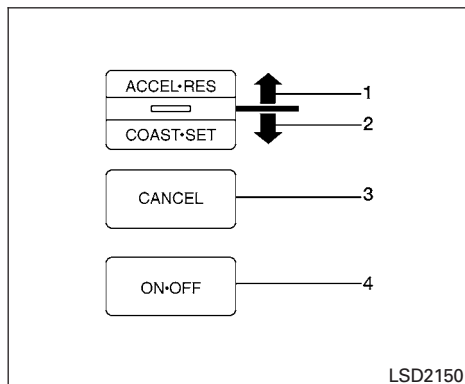 ACCEL•RES
1
2
COAST•SET
CANCEL
3
ON•OFF
4
LSD2150